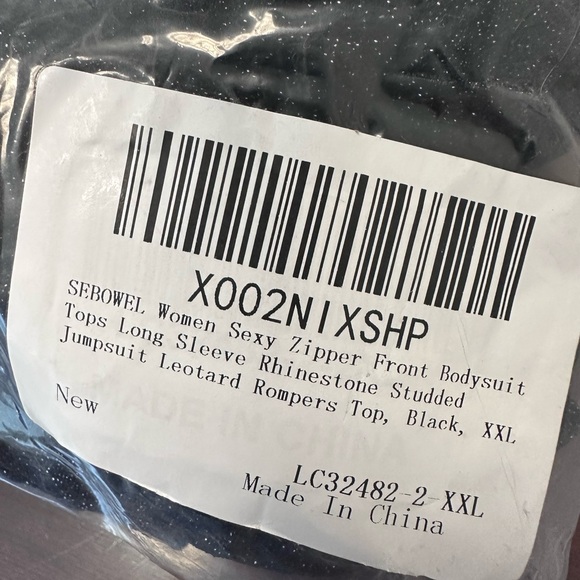 X002NIXSHP
SEBOWEL Women Sexy Zipper Front Bodysuit
Tops Long Sleeve Rhinestone Studded
Jumpsuit Leotard Rompers Top, Black, XXL
New
LC32482-2-XXL
Made In China